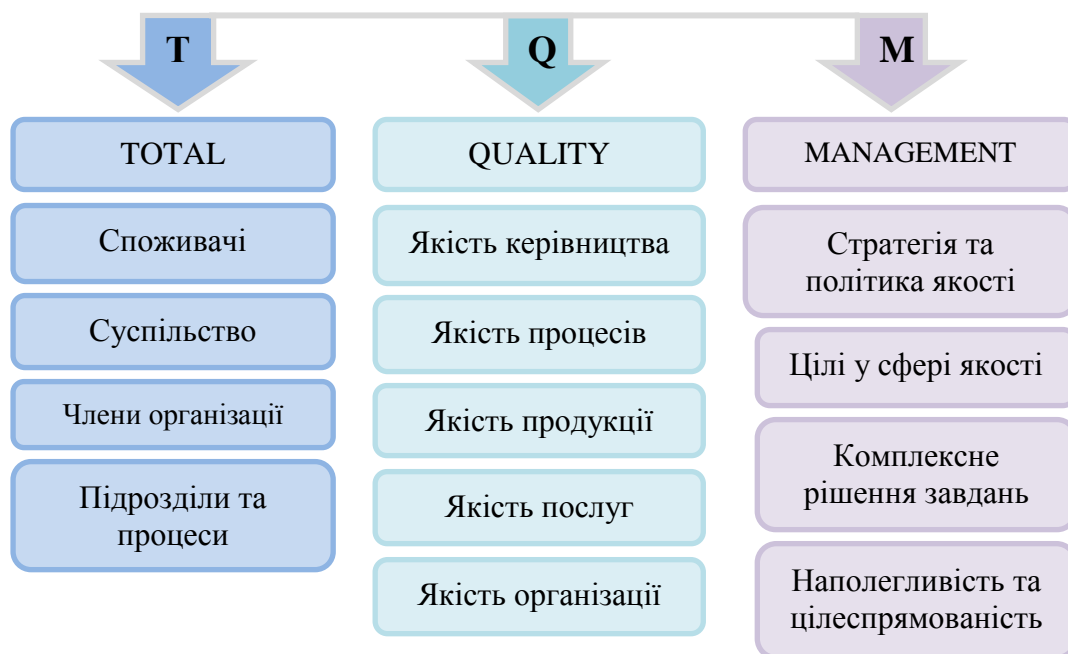 T
Q
M
TOTAL
Споживачі
Суспільство
Члени організації
Підрозділи та
процеси
QUALITY
Якість керівництва
Якість процесів
Якість продукції
Якість послуг
Якість організації
MANAGEMENT
Стратегія та
політика якості
Цілі у сфері якості
Комплексне
рішення завдань
Наполегливість та
цілеспрямованість